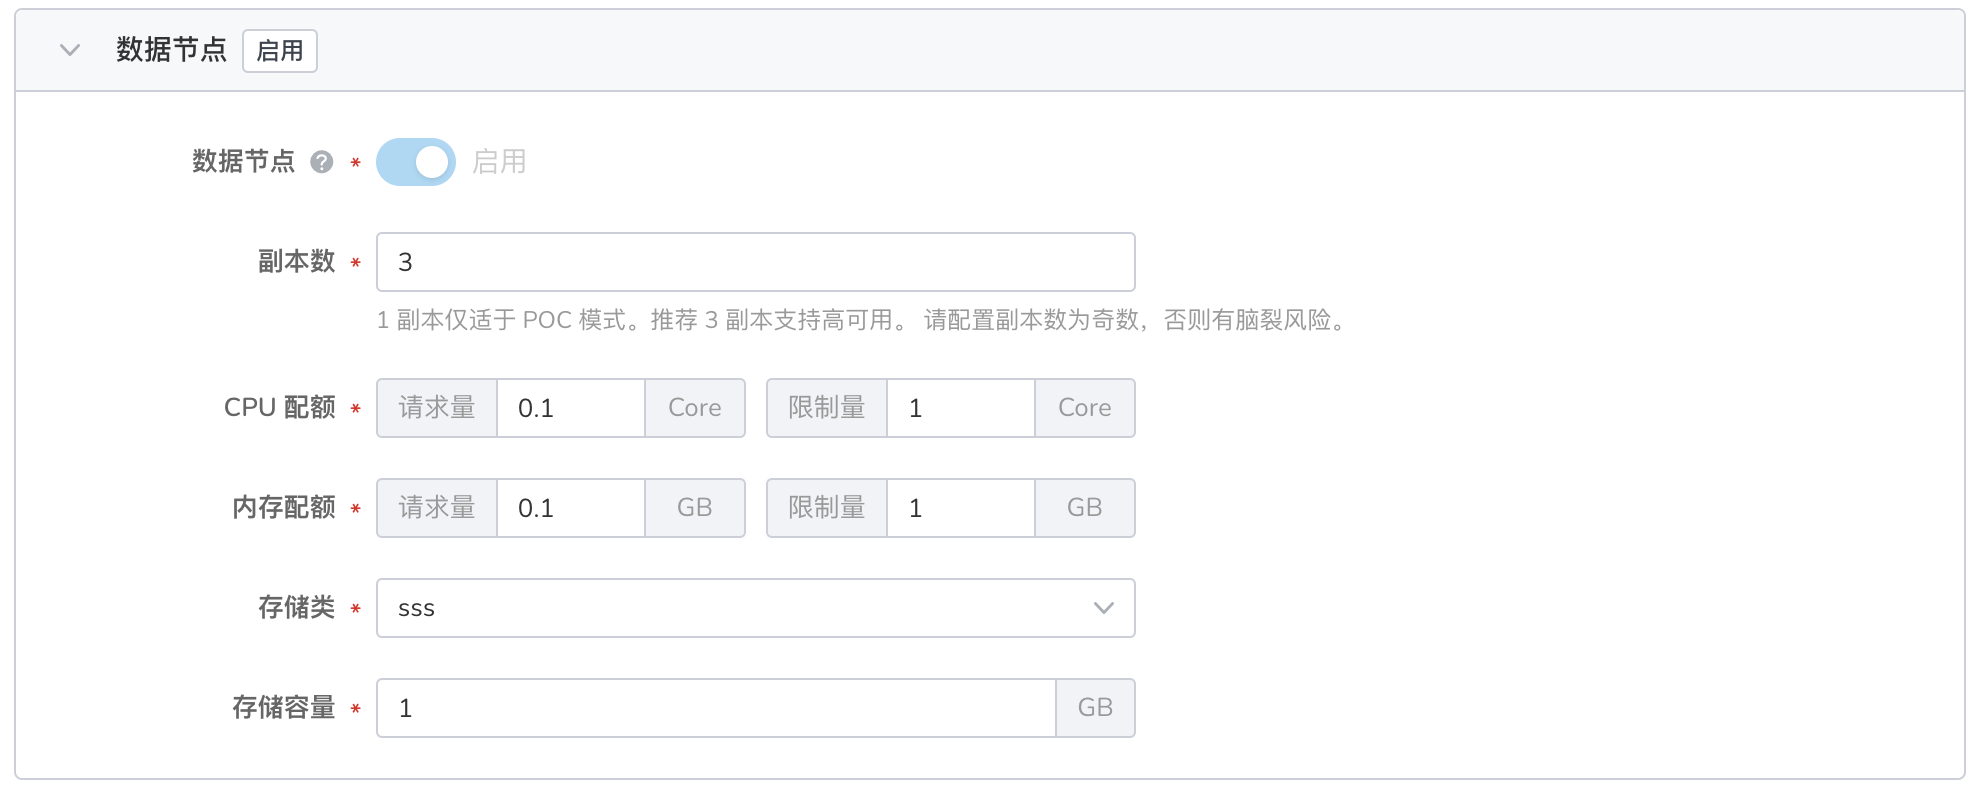 数据节点 启用
数据节点 ? * 启用
副本数 * 3
1 副本仅适于 POC 模式。推荐 3 副本支持高可用。 请配置副本数为奇数，否则有脑裂风险。
CPU 配额 * 请求量 0.1 Core 限制量 1 Core
内存配额 * 请求量 0.1 GB 限制量 1 GB
存储类 * sss
存储容量 * 1 GB